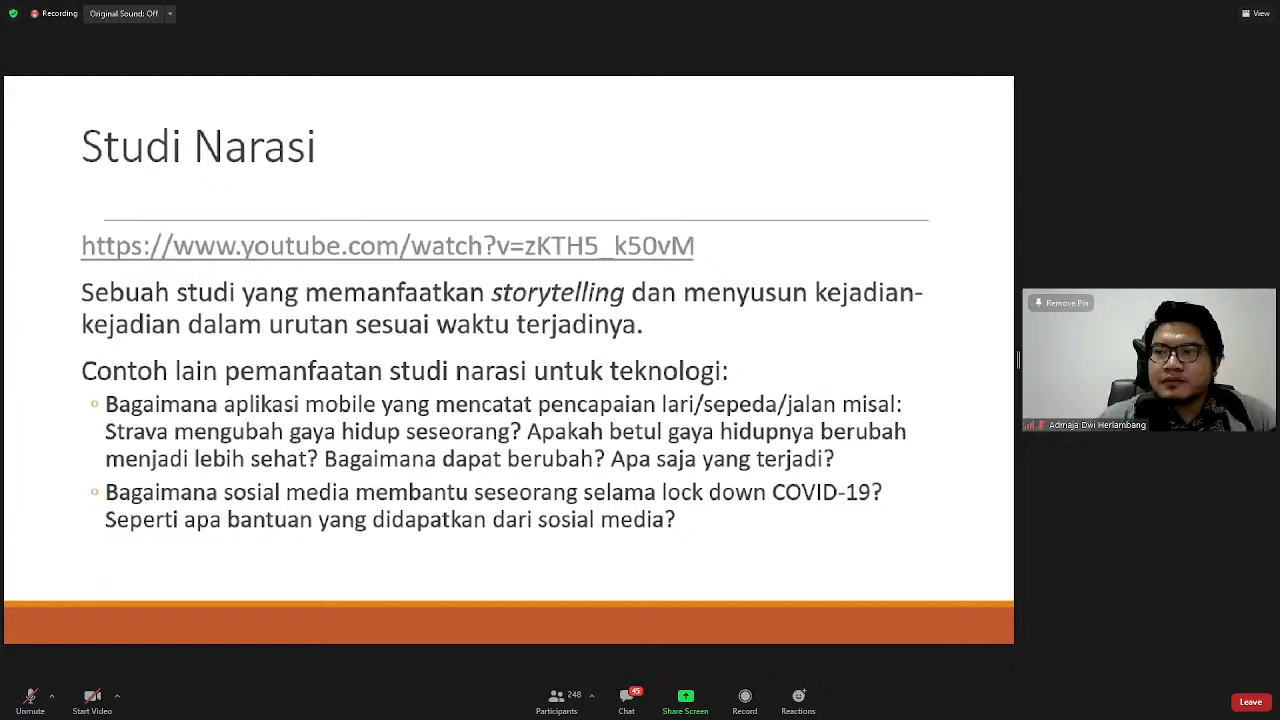 Recording
Original Sound: Off
View
Studi Narasi
https://www.youtube.com/watch?v=zKTH5_k50vM
Sebuah studi yang memanfaatkan storytelling dan menyusun kejadian-
kejadian dalam urutan sesuai waktu terjadinya.
Contoh lain pemanfaatan studi narasi untuk teknologi:
Bagaimana aplikasi mobile yang mencatat pencapaian lari/sepeda/jalan misal:
Strava mengubah gaya hidup seseorang? Apakah betul gaya hidupnya berubah
menjadi lebih sehat? Bagaimana dapat berubah? Apa saja yang terjadi?
Bagaimana sosial media membantu seseorang selama lock down COVID-19?
Seperti apa bantuan yang didapatkan dari sosial media?
Remove Pin
Admaja Dwi Herlambang
Unmute
Start Video
248
Participants
45
Chat
Share Screen
Record
Reactions
Leave